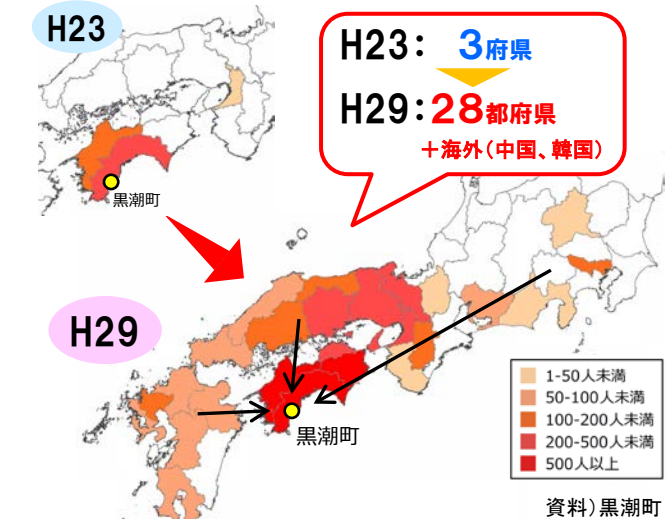 H23
H23: 3府県
H29:28都府県
+海外(中国、韓国)
黒潮町
H29
黒潮町
1-50人未満
50-100人未満
100-200人未満
200-500人未満
500人以上
資料)黒潮町